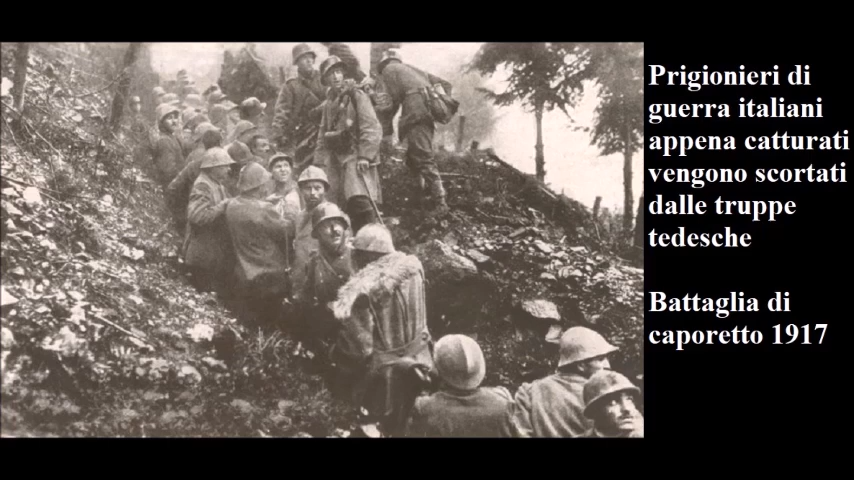 Prigionieri di
guerra italiani
appena catturati
vengono scortati
dalle truppe
tedesche
Battaglia di
caporetto 1917